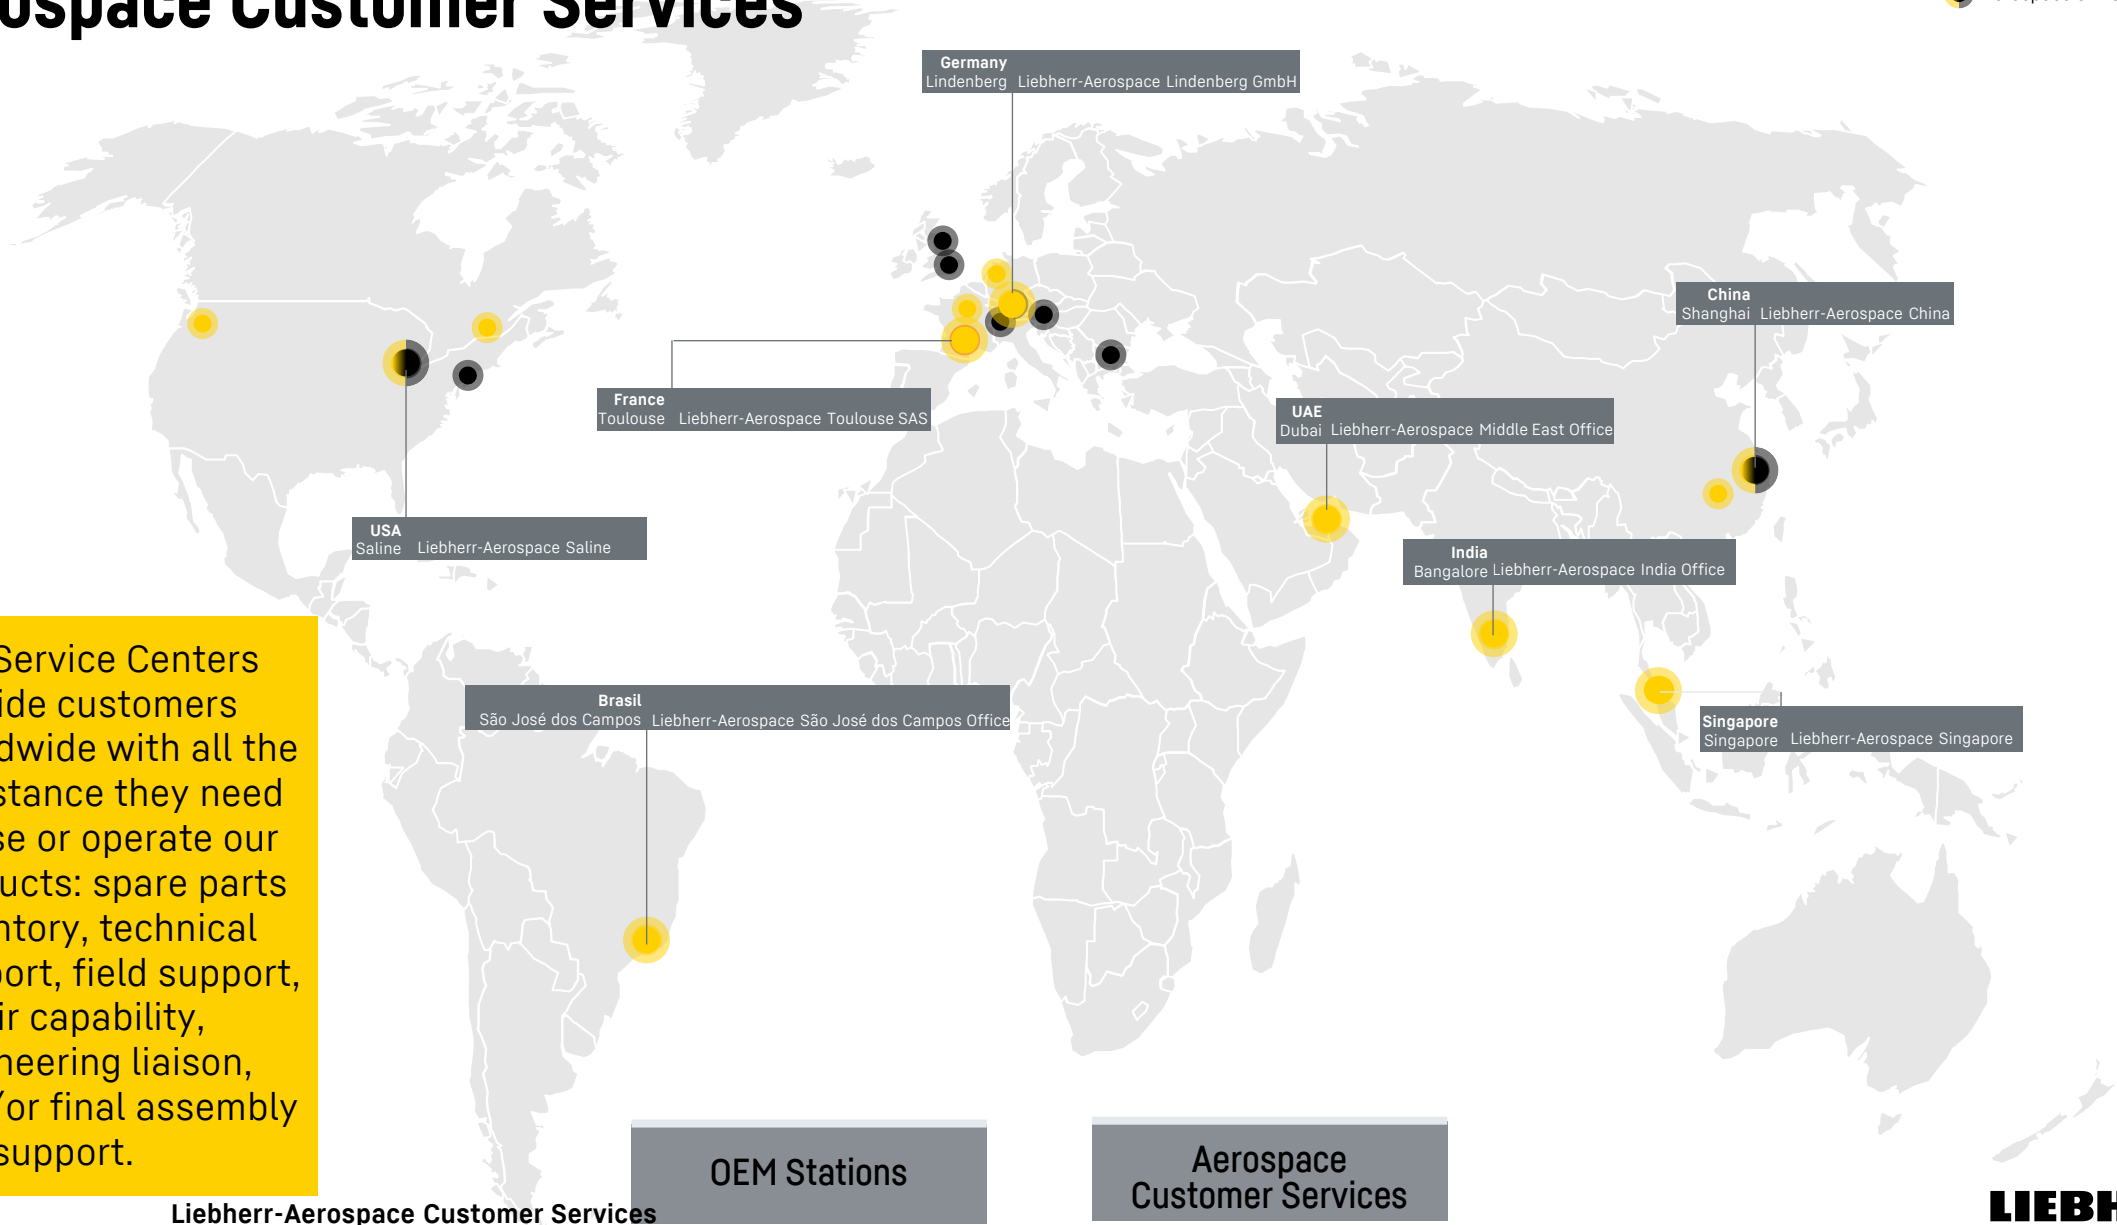 ospace Customer Services
Germany
Lindenberg Liebherr-Aerospace Lindenberg GmbH
China
Shanghai Liebherr-Aerospace China
France
Toulouse Liebherr-Aerospace Toulouse SAS
UAE
Dubai Liebherr-Aerospace Middle East Office
USA
Saline Liebherr-Aerospace Saline
India
Bangalore Liebherr-Aerospace India Office
Brasil
São José dos Campos Liebherr-Aerospace São José dos Campos Office
Singapore
Singapore Liebherr-Aerospace Singapore
Service Centers
ide customers
dwide with all the
stance they need
se or operate our
ucts: spare parts
ntory, technical
port, field support,
ir capability,
neering liaison,
/or final assembly
support.
OEM Stations
Aerospace
Customer Services
Liebherr-Aerospace Customer Services
LIEBH